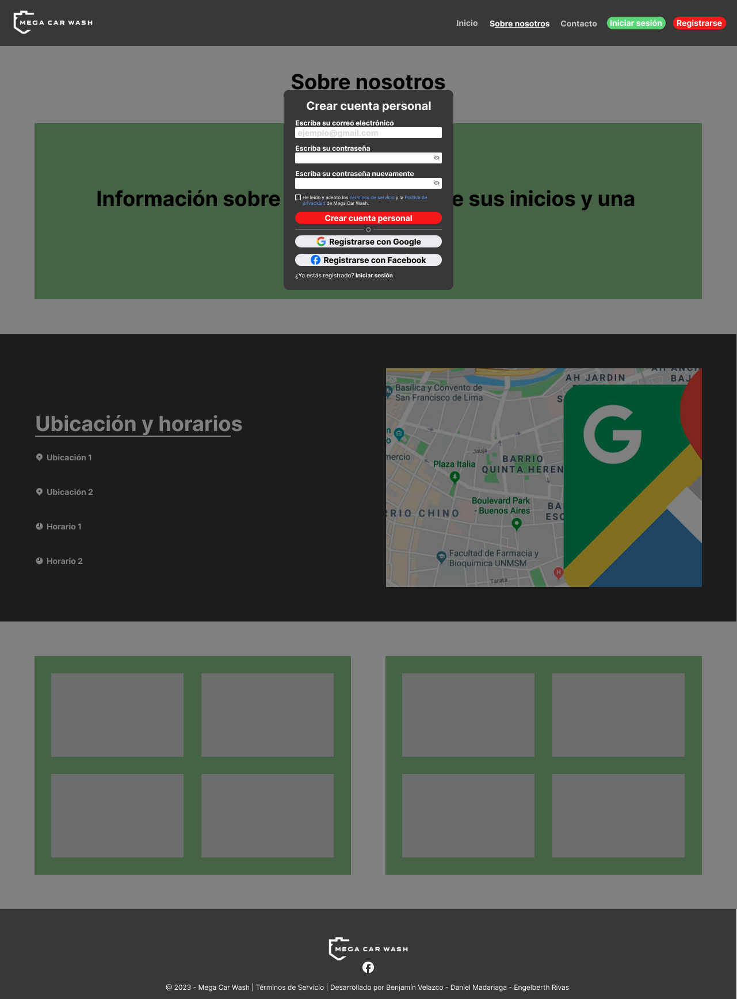 MEGA CAR WASH
Inicio
Sobre nosotros
Contacto
Iniciar sesión
Registrarse
Sobre nosotros
Crear cuenta personal
Escriba su correo electrónico
ejemplo@gmail.com
Escriba su contraseña
Escriba su contraseña nuevamente
He leído y acepto los Términos de servicio y la Política de
privacidad de Mega Car Wash.
Crear cuenta personal
O
Registrarse con Google
Registrarse con Facebook
¿Ya estás registrado? Iniciar sesión
Información sobre
e sus inicios y una
Ubicación y horarios
Ubicación 1
Ubicación 2
Horario 1
Horario 2
AH JARDIN
BAJ
Basílica y Convento de
San Francisco de Lima
S
G
n
o
mercio
Jauja
Plaza Italia
BARRIO
QUINTA HEREN
Boulevard Park
- Buenos Aires
RRIO CHINO
BA
ESC
Facultad de Farmacia y
Bioquimica UNMSM
H
Tarata
MEGA CAR WASH
@ 2023 - Mega Car Wash | Términos de Servicio | Desarrollado por Benjamín Velazco - Daniel Madariaga - Engelberth Rivas